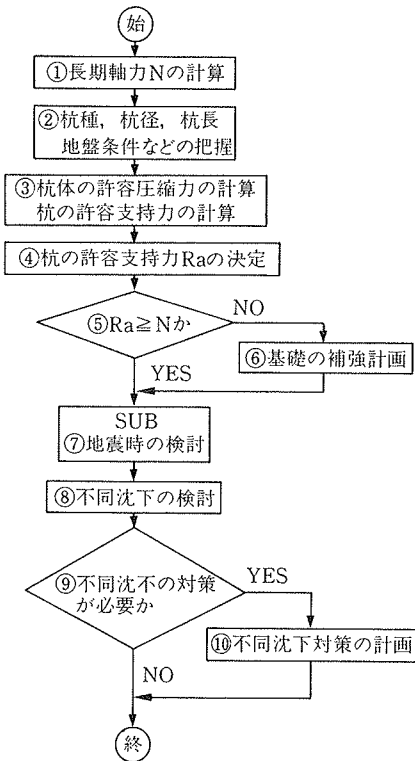 始
①長期軸力Nの計算
②杭種，杭径，杭長
地盤条件などの把握
③杭体の許容圧縮力の計算
杭の許容支持力の計算
④杭の許容支持力Raの決定
⑤Ra≧Nか
NO
⑥基礎の補強計画
YES
SUB
⑦地震時の検討
⑧不同沈下の検討
⑨不同沈不の対策
が必要か
YES
⑩不同沈下対策の計画
NO
終